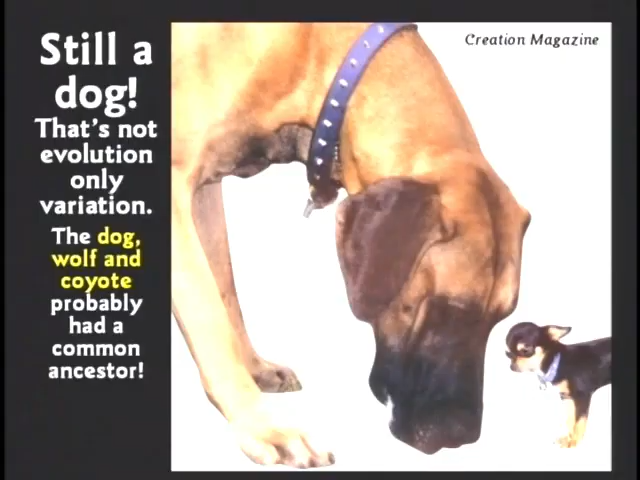 Still a
dog!
That's not
evolution
only
variation.
The dog,
wolf and
coyote
probably
had a
common
ancestor!
Creation Magazine